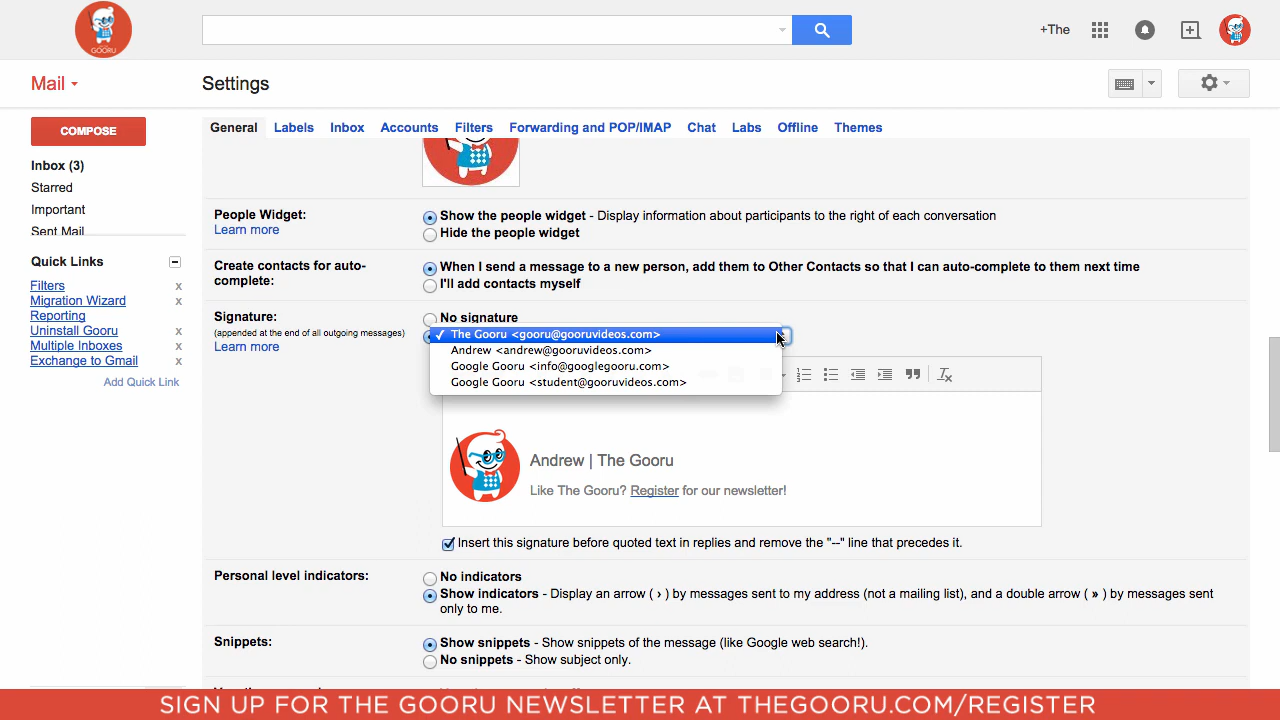 GOORU
+The
Mail
Settings
General Labels Inbox Accounts Filters Forwarding and POP/IMAP Chat Labs Offline Themes
COMPOSE
Inbox (3)
Starred
Important
Sent Mail
Quick Links
Filters x
Migration Wizard x
Reporting
Uninstall Gooru x
Multiple Inboxes x
Exchange to Gmail x
Add Quick Link
People Widget:
Learn more
Show the people widget - Display information about participants to the right of each conversation
Hide the people widget
Create contacts for auto-
complete:
When I send a message to a new person, add them to Other Contacts so that I can auto-complete to them next time
I'll add contacts myself
Signature:
(appended at the end of all outgoing messages)
Learn more
No signature
✓ The Gooru <gooru@gooruvideos.com>
Andrew <andrew@gooruvideos.com>
Google Gooru <info@googlegooru.com>
Google Gooru <student@gooruvideos.com>
Andrew | The Gooru
Like The Gooru? Register for our newsletter!
Insert this signature before quoted text in replies and remove the "--" line that precedes it.
Personal level indicators:
No indicators
Show indicators - Display an arrow ( › ) by messages sent to my address (not a mailing list), and a double arrow ( » ) by messages sent
only to me.
Snippets:
Show snippets - Show snippets of the message (like Google web search!).
No snippets - Show subject only.
SIGN UP FOR THE GOORU NEWSLETTER AT THEGOORU.COM/REGISTER